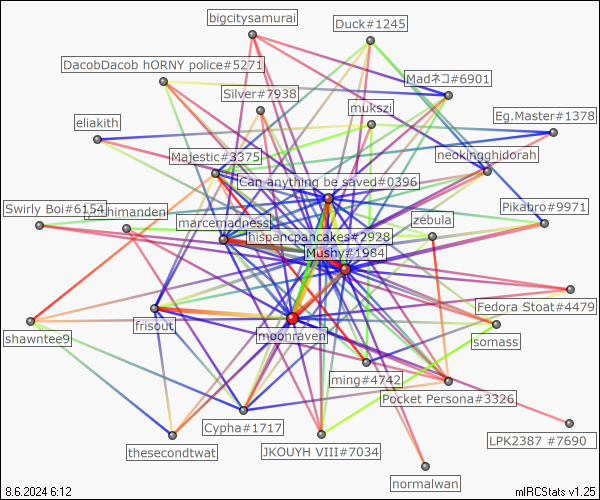 bigcitysamurai
Duck#1245
DacobDacob hORNY police#5271
Madネコ#6901
Silver#7938
mukszi
Eg.Master#1378
eliakith
Majestic#3375
neokingghidorah
Can anything be saved#0396
Swirly Boi#6154
himanden
Pikabro#9971
marcemadness
zebula
hispancpancakes#2928
Mushy#1984
Fedora Stoat#4479
frisout
moonraven
somass
shawntee9
ming#4742
Pocket Persona#3326
Cypha#1717
LPK2387 #7690
thesecondtwat
JKOUYH VIII#7034
normalwan
8.6.2024 6:12
mIRCStats v1.25